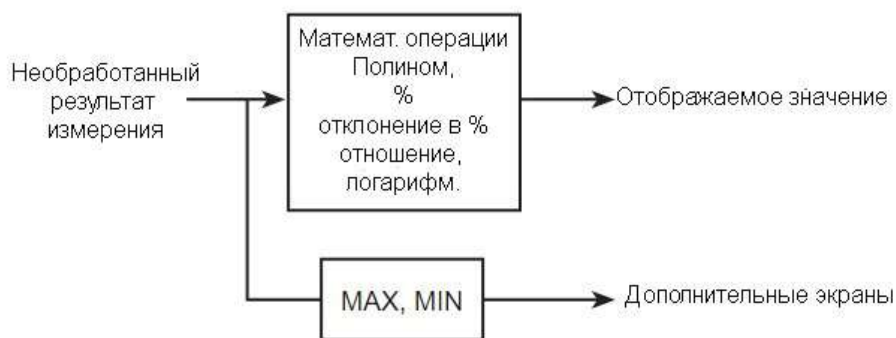 Необработанный
результат
измерения
Математ. операции
Полином,
%
отклонение в %
отношение,
логарифм.
Отображаемое значение
MAX, MIN
Дополнительные экраны